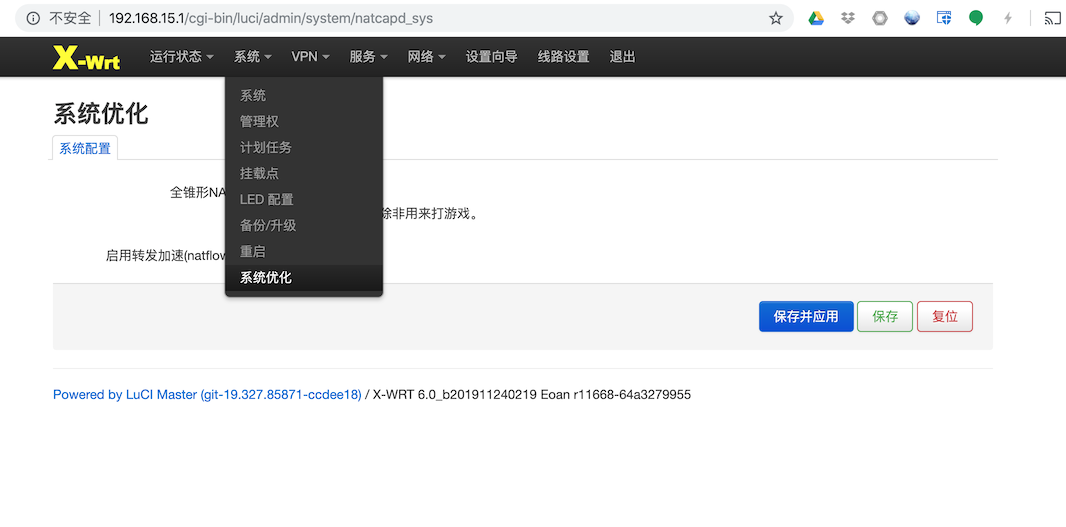 不安全 | 192.168.15.1/cgi-bin/luci/admin/system/natcapd_sys
X-Wrt 运行状态 系统 VPN 服务 网络 设置向导 线路设置 退出
系统
管理权
计划任务
挂载点
LED 配置
备份/升级
重启
系统优化
系统优化
系统配置
全锥形NA
除非用来打游戏。
启用转发加速(natflow
保存并应用 保存 复位
Powered by LuCI Master (git-19.327.85871-ccdee18) / X-WRT 6.0_b201911240219 Eoan r11668-64a3279955